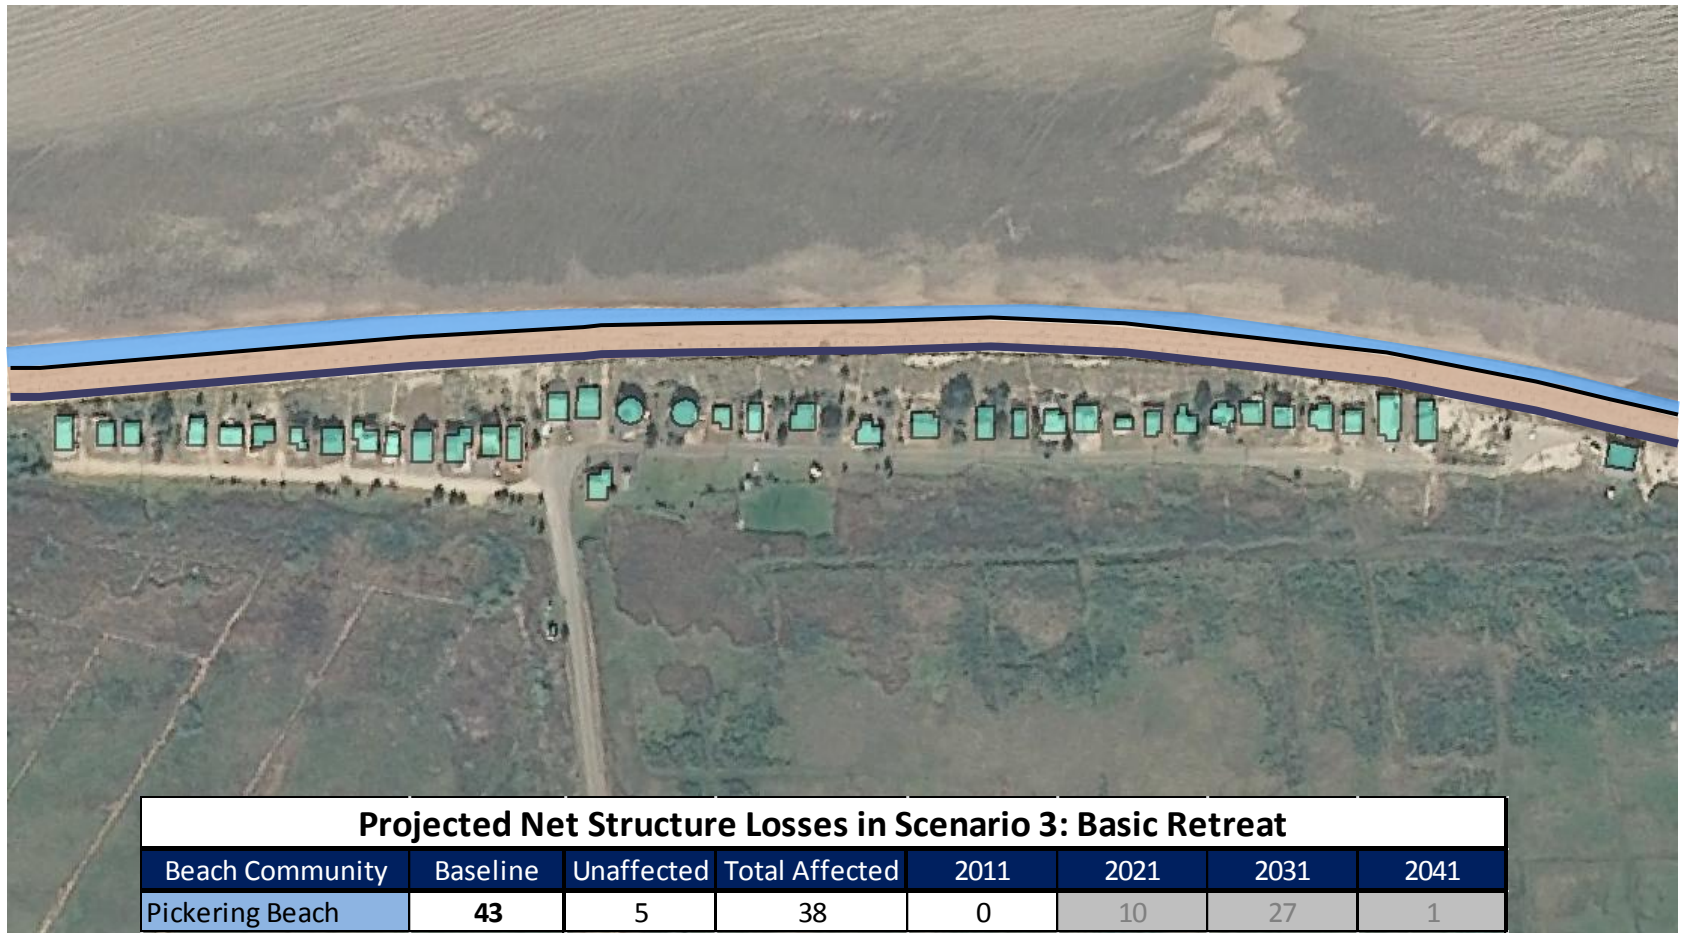 Projected Net Structure Losses in Scenario 3: Basic Retreat
Beach Community Baseline Unaffected Total Affected 2011 2021 2031 2041
Pickering Beach 43 5 38 0 10 27 1